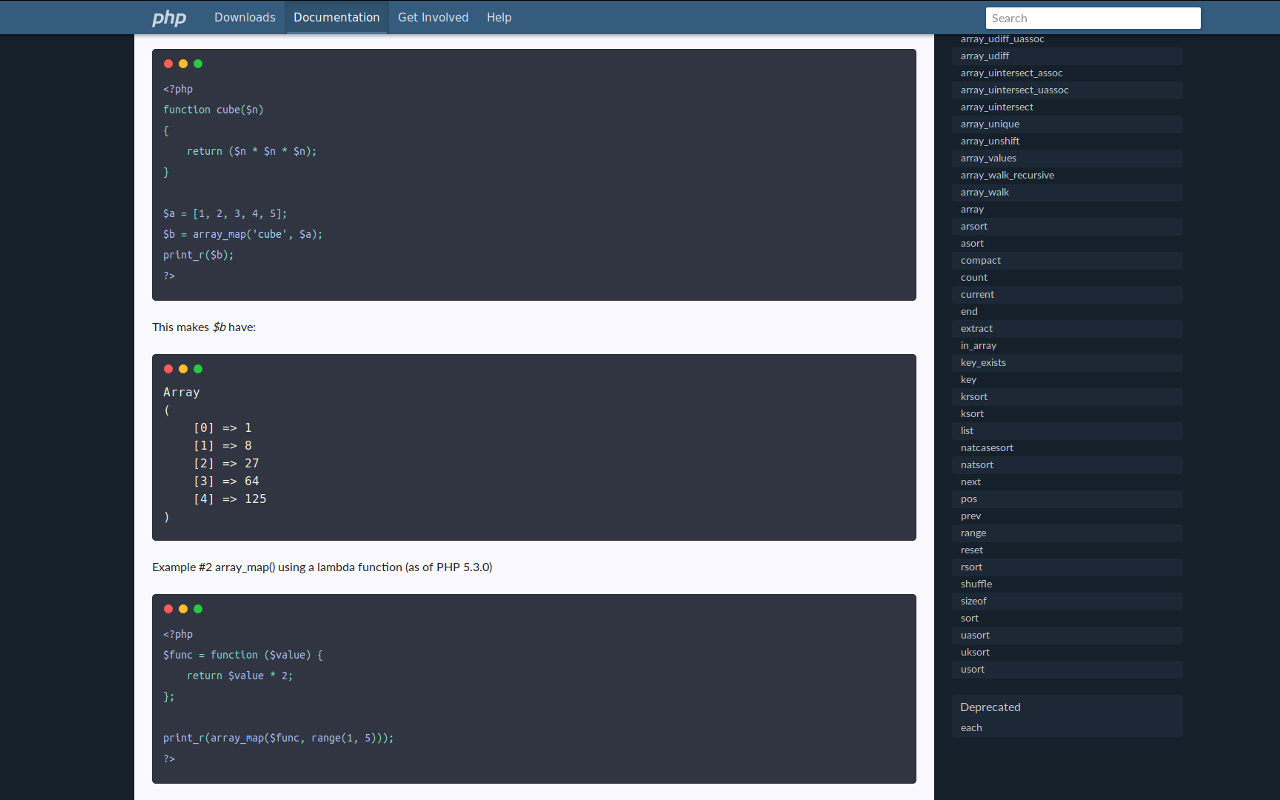 php Downloads Documentation Get Involved Help Search
<?php
function cube($n)
{
    return ($n * $n * $n);
}
$a = [1, 2, 3, 4, 5];
$b = array_map('cube', $a);
print_r($b);
?>
This makes $b have:
Array
(
    [0] => 1
    [1] => 8
    [2] => 27
    [3] => 64
    [4] => 125
)
Example #2 array_map() using a lambda function (as of PHP 5.3.0)
<?php
$func = function ($value) {
    return $value * 2;
};
print_r(array_map($func, range(1, 5)));
?>
array_udiff_uassoc
array_udiff
array_uintersect_assoc
array_uintersect_uassoc
array_uintersect
array_unique
array_unshift
array_values
array_walk_recursive
array_walk
array
arsort
asort
compact
count
current
end
extract
in_array
key_exists
key
krsort
ksort
list
natcasesort
natsort
next
pos
prev
range
reset
rsort
shuffle
sizeof
sort
uasort
uksort
usort
Deprecated
each